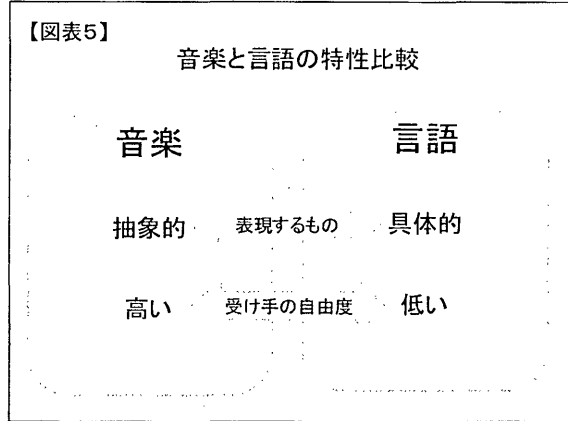 【図表5】
音楽と言語の特性比較
音楽 言語
抽象的 表現するもの 具体的
高い 受け手の自由度 低い